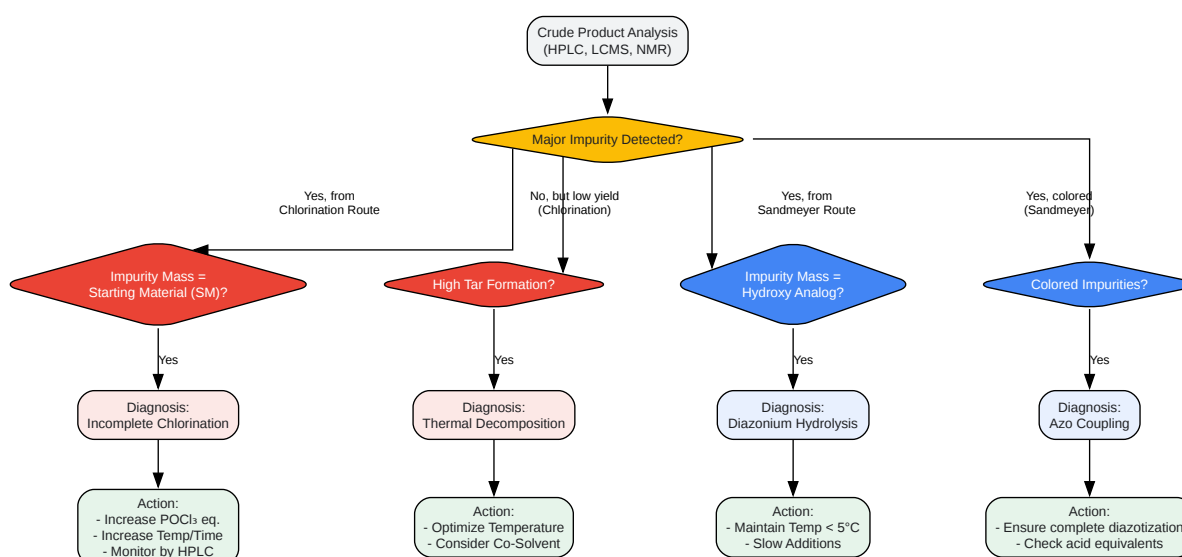 Crude Product Analysis
(HPLC, LCMS, NMR)
Major Impurity Detected?
Yes, from
Chlorination Route
No, but low yield
(Chlorination)
Yes, from
Sandmeyer Route
Yes, colored
(Sandmeyer)
Impurity Mass =
Starting Material (SM)?
High Tar Formation?
Impurity Mass =
Hydroxy Analog?
Colored Impurities?
Yes
Yes
Yes
Yes
Diagnosis:
Incomplete Chlorination
Diagnosis:
Thermal Decomposition
Diagnosis:
Diazonium Hydrolysis
Diagnosis:
Azo Coupling
Action:
- Increase POCl₃ eq.
- Increase Temp/Time
- Monitor by HPLC
Action:
- Optimize Temperature
- Consider Co-Solvent
Action:
- Maintain Temp < 5°C
- Slow Additions
Action:
- Ensure complete diazotization
- Check acid equivalents